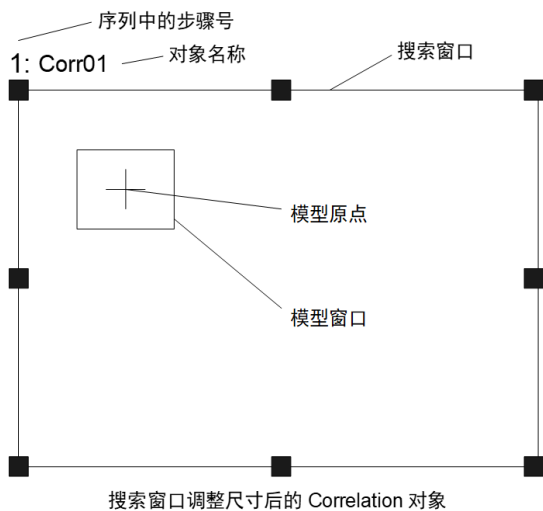 序列中的步骤号
1: Corr01
对象名称
搜索窗口
模型原点
模型窗口
搜索窗口调整尺寸后的 Correlation 对象